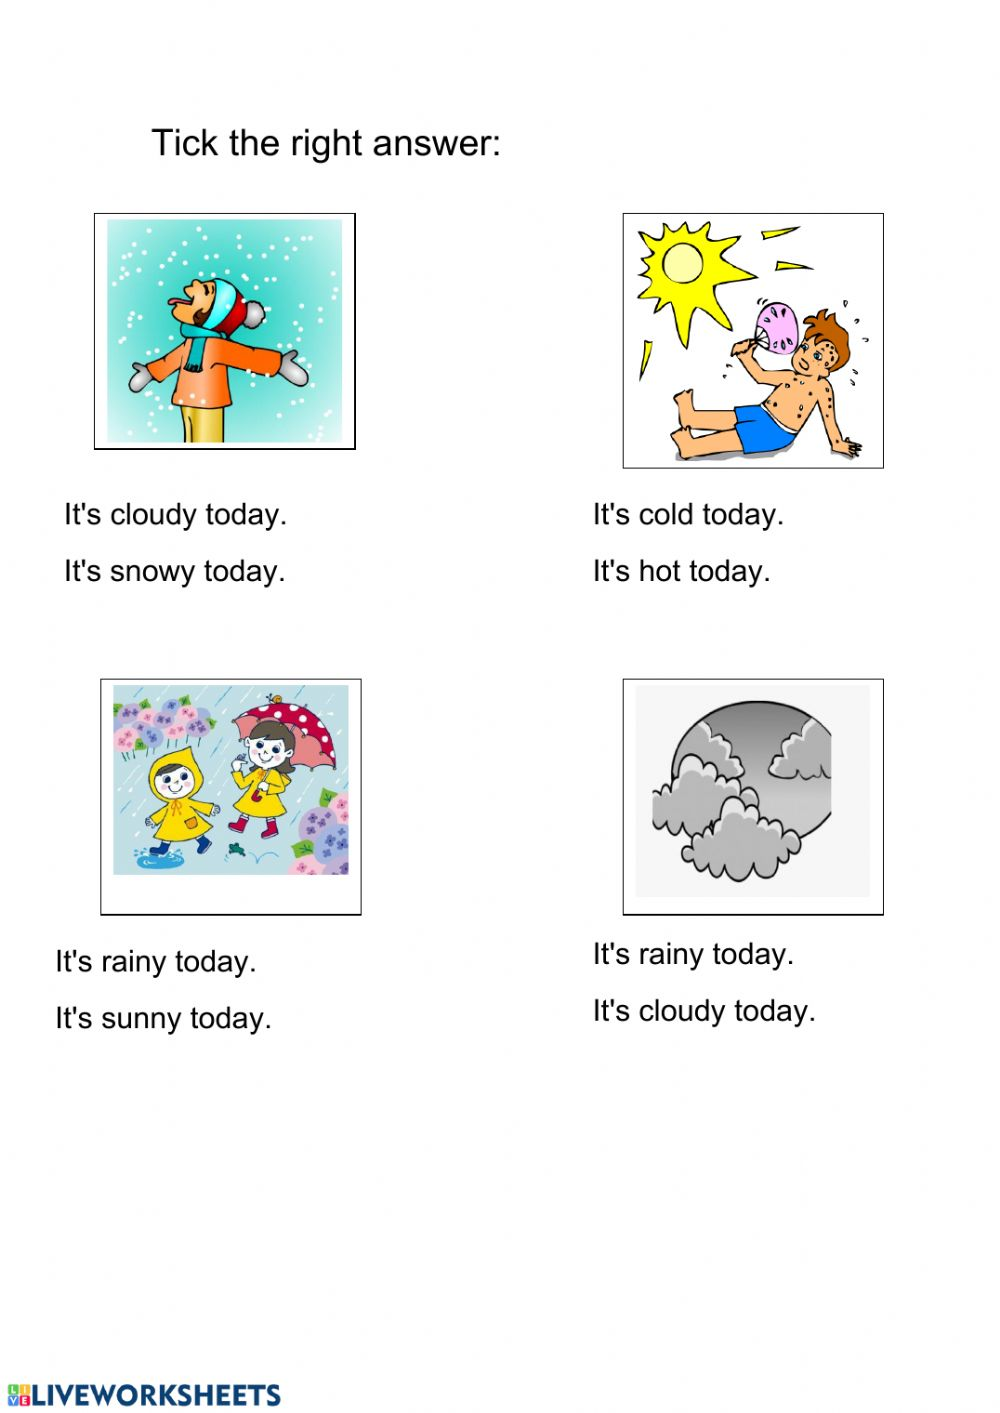 Tick the right answer:
It's cloudy today.
It's snowy today.
It's cold today.
It's hot today.
It's rainy today.
It's sunny today.
It's rainy today.
It's cloudy today.
LIVE LIVEWORKSHEETS